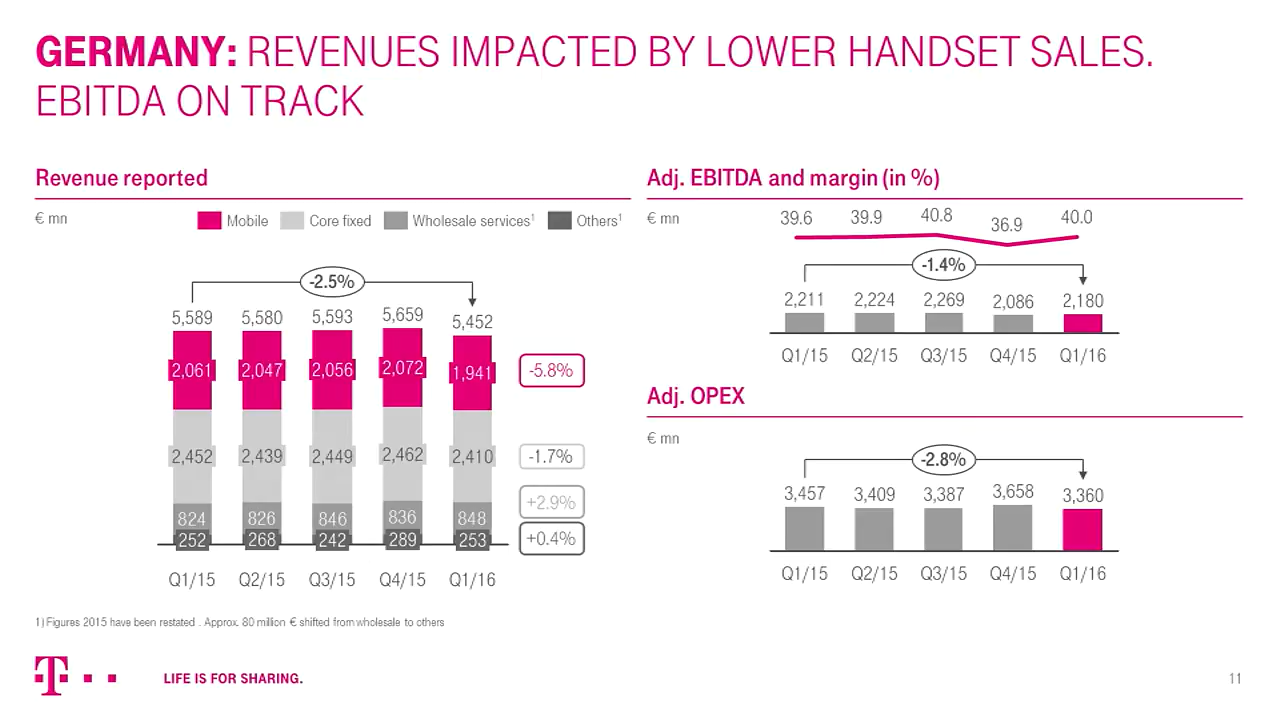 GERMANY: REVENUES IMPACTED BY LOWER HANDSET SALES.
EBITDA ON TRACK
Revenue reported
€ mn
Mobile Core fixed Wholesale services¹ Others¹
-2.5%
5,589 5,580 5,593 5,659 5,452
2,061 2,047 2,056 2,072 1,941 -5.8%
2,452 2,439 2,449 2,462 2,410 -1.7%
824 826 846 836 848 +2.9%
252 268 242 289 253 +0.4%
Q1/15 Q2/15 Q3/15 Q4/15 Q1/16
1) Figures 2015 have been restated . Approx. 80 million € shifted from wholesale to others
Adj. EBITDA and margin (in %)
€ mn
39.6 39.9 40.8 36.9 40.0
-1.4%
2,211 2,224 2,269 2,086 2,180
Q1/15 Q2/15 Q3/15 Q4/15 Q1/16
Adj. OPEX
€ mn
-2.8%
3,457 3,409 3,387 3,658 3,360
Q1/15 Q2/15 Q3/15 Q4/15 Q1/16
T
LIFE IS FOR SHARING.
11